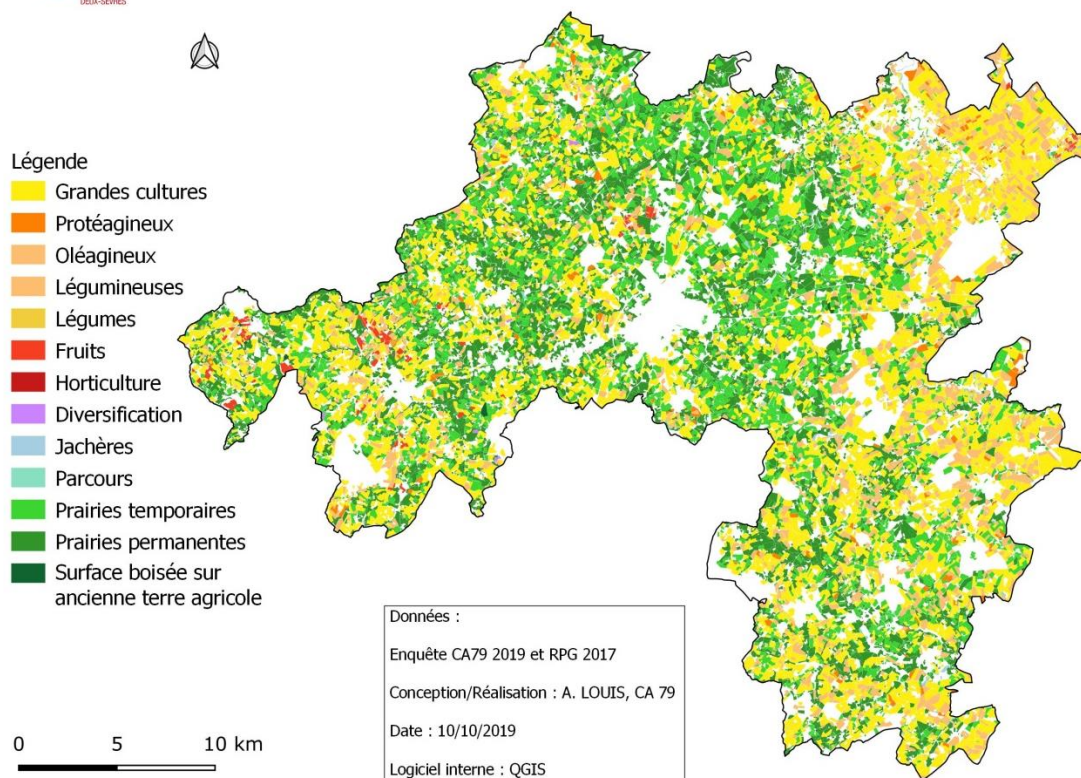 DEUX-SÈVRES
Légende
Grandes cultures
Protéagineux
Oléagineux
Légumineuses
Légumes
Fruits
Horticulture
Diversification
Jachères
Parcours
Prairies temporaires
Prairies permanentes
Surface boisée sur
ancienne terre agricole
0 5 10 km
Données :
Enquête CA79 2019 et RPG 2017
Conception/Réalisation : A. LOUIS, CA 79
Date : 10/10/2019
Logiciel interne : QGIS